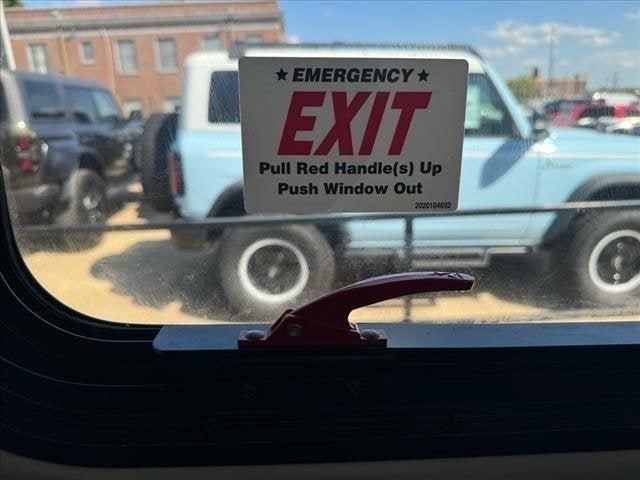 ★ EMERGENCY ★
EXIT
Pull Red Handle(s) Up
Push Window Out
2020104692